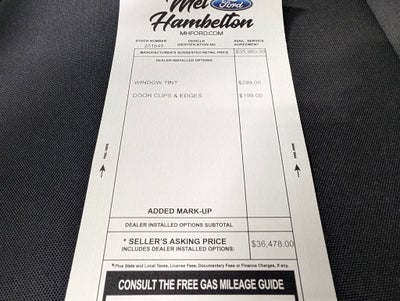 Mel Ford
Hambelton
MHFORD.COM
STOCK NUMBER VEHICLE IDENTIFICATION NO AVAIL. SERVICE AGREEMENT
251649
MANUFACTURER'S SUGGESTED RETAIL PRICE $35,980.00
DEALER INSTALLED OPTIONS
WINDOW TINT $299.00
DOOR CUPS & EDGES $199.00
ADDED MARK-UP
DEALER INSTALLED OPTIONS SUBTOTAL
* SELLER'S ASKING PRICE
INCLUDES DEALER INSTALLED OPTIONS: $36,478.00
* Plus State and Local Taxes, License Fees, Documentary Fees or Finance Charges, if any.
CONSULT THE FREE GAS MILEAGE GUIDE